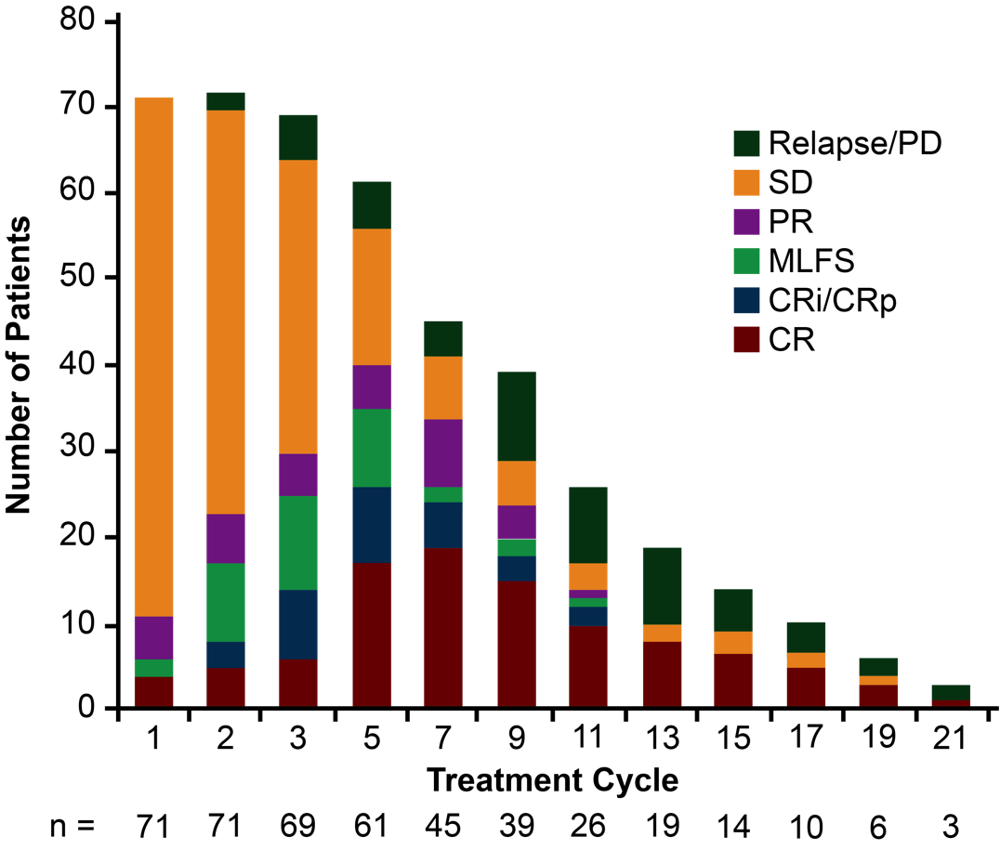 80
70
60
50
40
30
20
10
0
Number of Patients
Relapse/PD
SD
PR
MLFS
CRi/CRp
CR
1 2 3 5 7 9 11 13 15 17 19 21
Treatment Cycle
n = 71 71 69 61 45 39 26 19 14 10 6 3